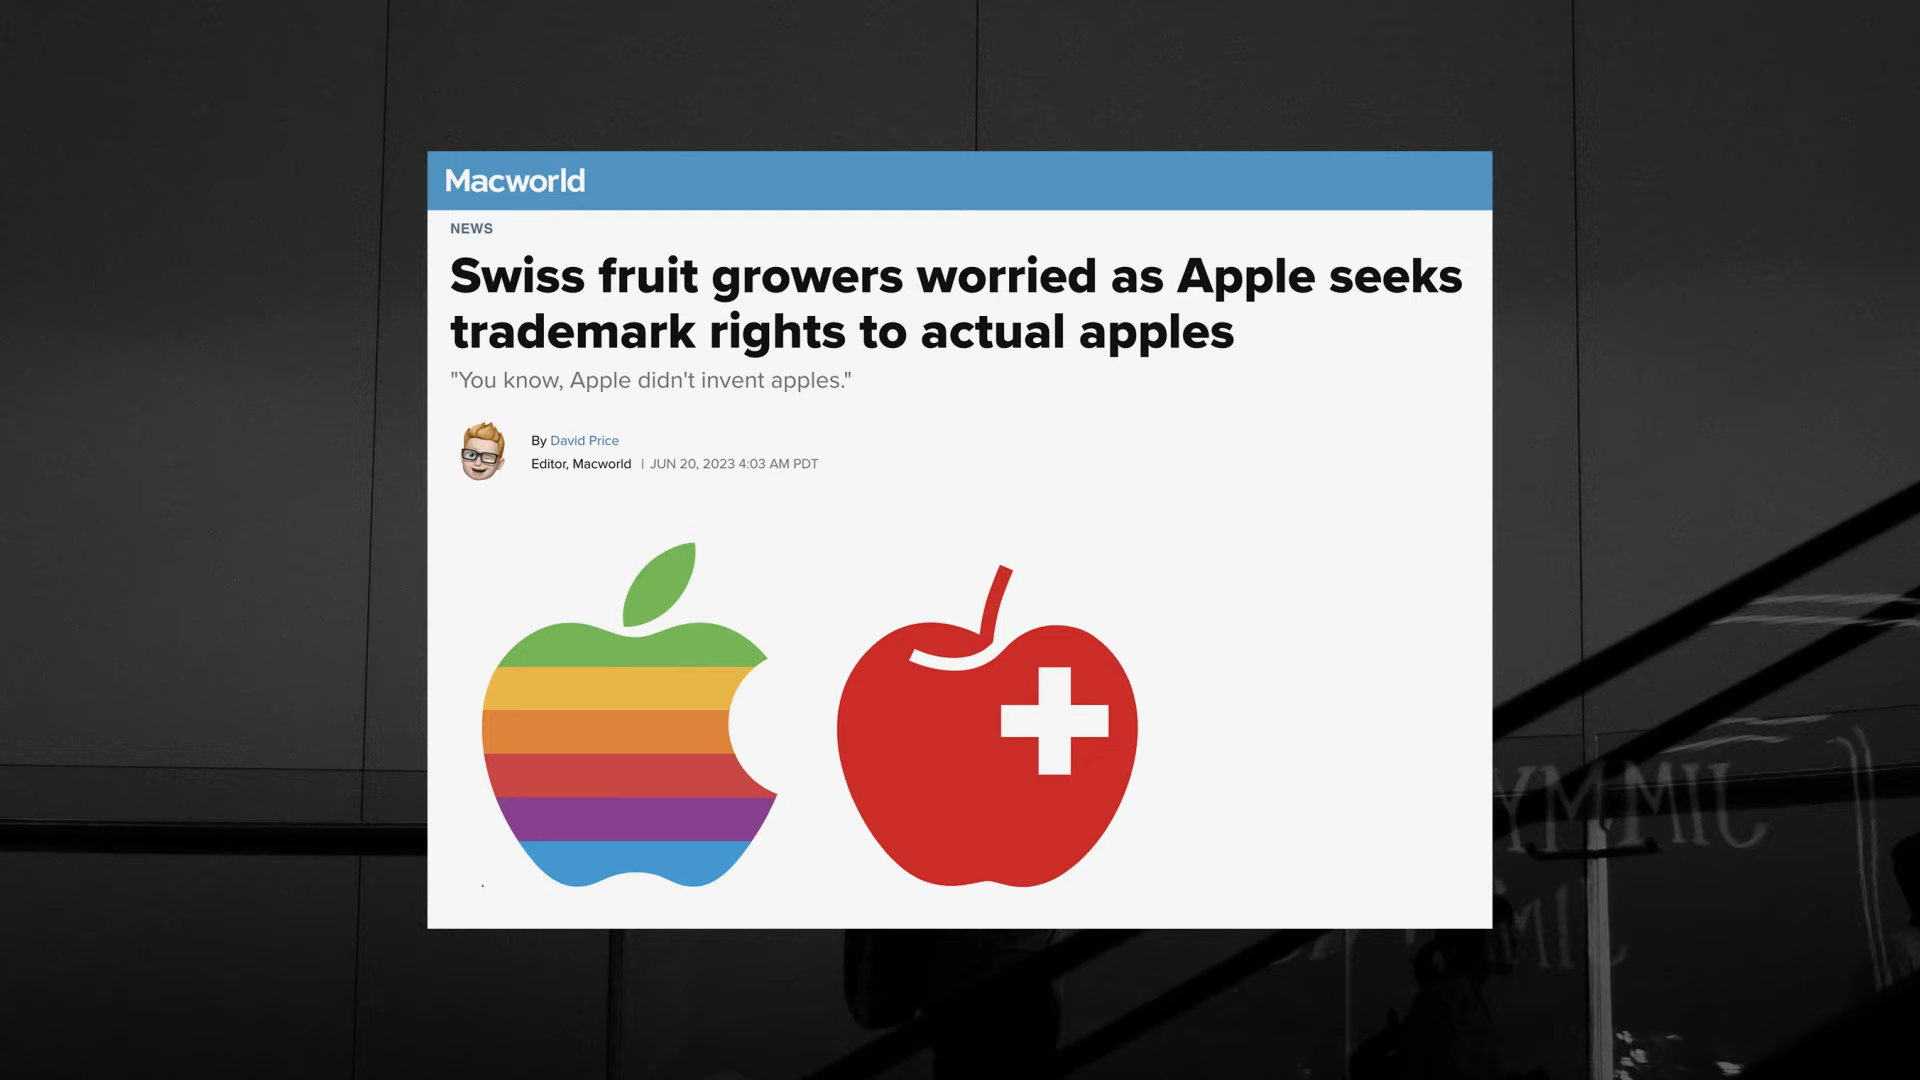 Macworld
NEWS
Swiss fruit growers worried as Apple seeks
trademark rights to actual apples
"You know, Apple didn't invent apples."
By David Price
Editor, Macworld | JUN 20, 2023 4:03 AM PDT